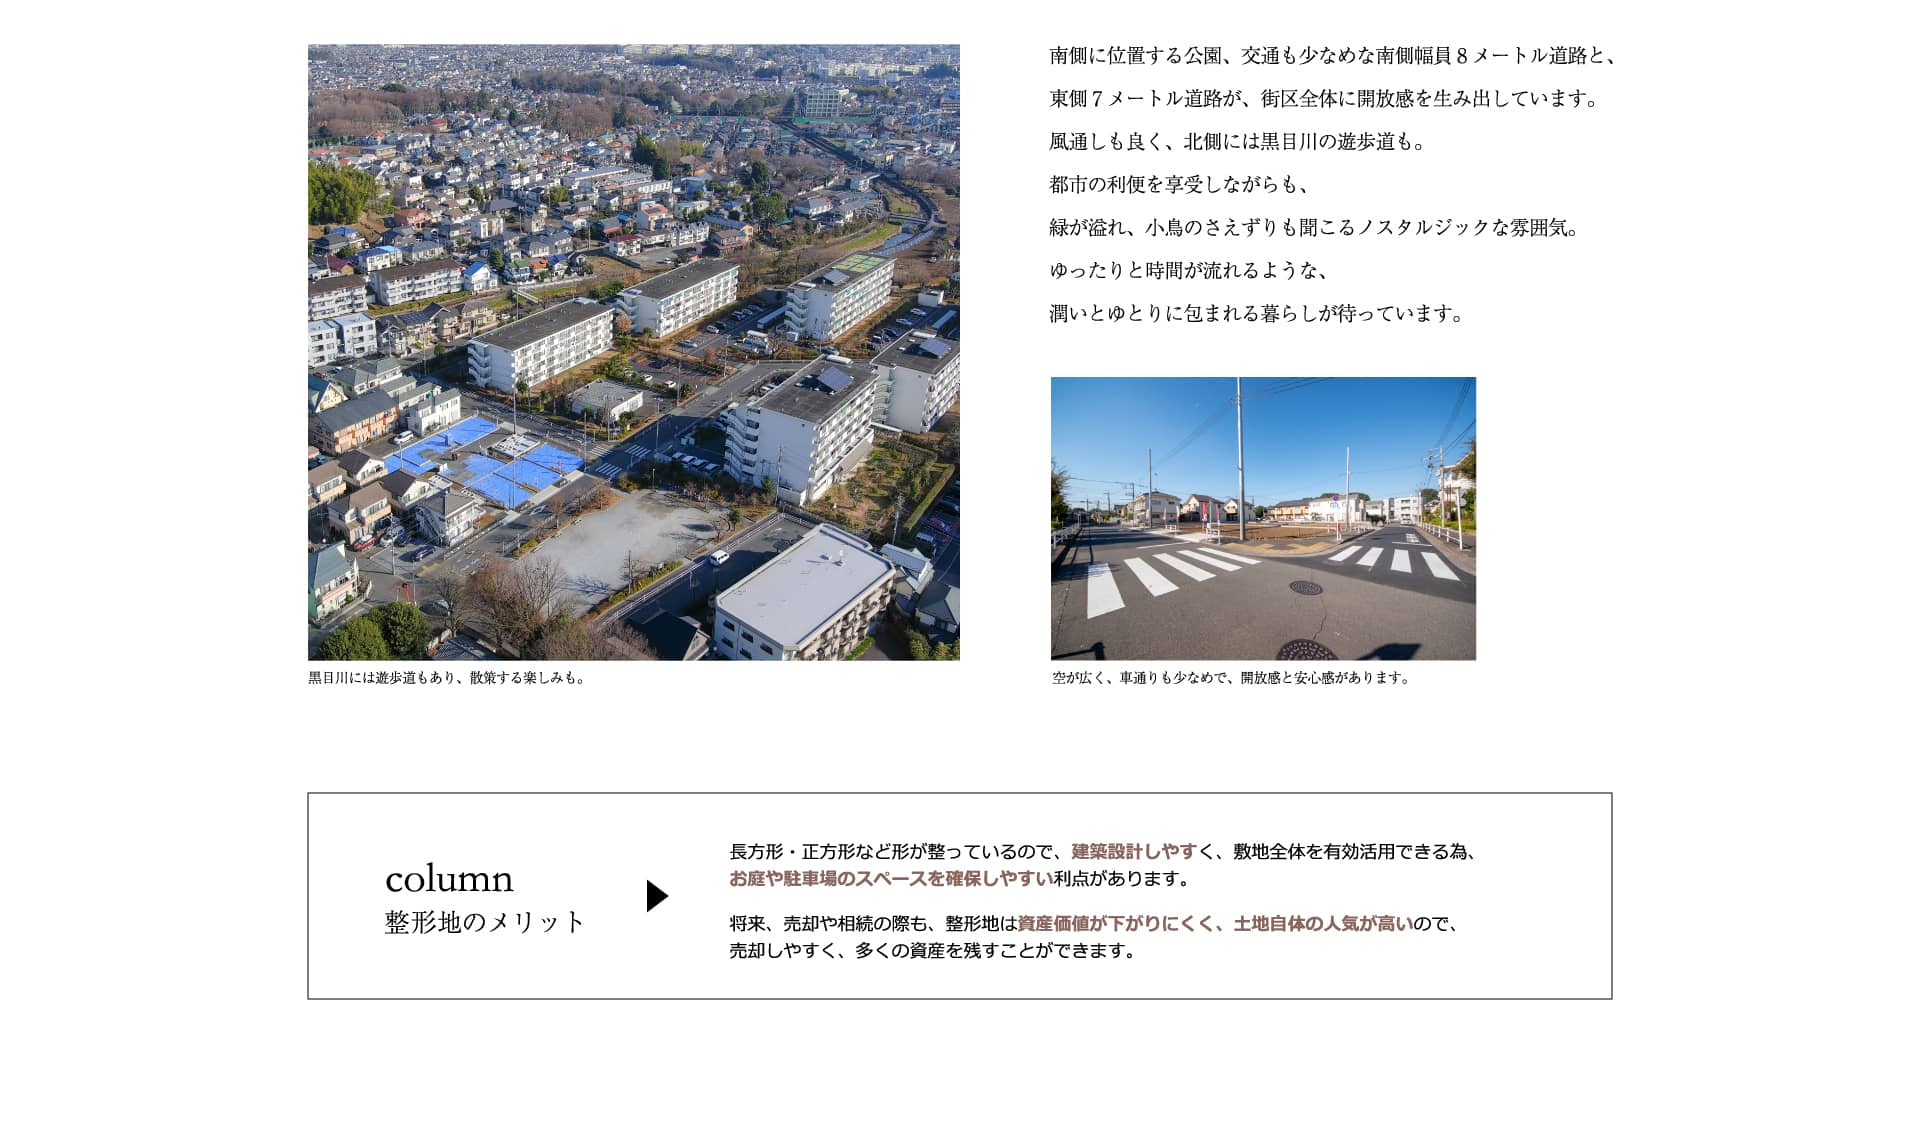 南側に位置する公園、交通も少なめな南側幅員８メートル道路と、
東側７メートル道路が、街区全体に開放感を生み出しています。
風通しも良く、北側には黒目川の遊歩道も。
都市の利便を享受しながらも、
緑が溢れ、小鳥のさえずりも聞こるノスタルジックな雰囲気。
ゆったりと時間が流れるような、
潤いとゆとりに包まれる暮らしが待っています。
黒目川には遊歩道もあり、散策する楽しみも。
空が広く、車通りも少なめで、開放感と安心感があります。
column
整形地のメリット
長方形・正方形など形が整っているので、建築設計しやすく、敷地全体を有効活用できる為、
お庭や駐車場のスペースを確保しやすい利点があります。
将来、売却や相続の際も、整形地は資産価値が下がりにくく、土地自体の人気が高いので、
売却しやすく、多くの資産を残すことができます。